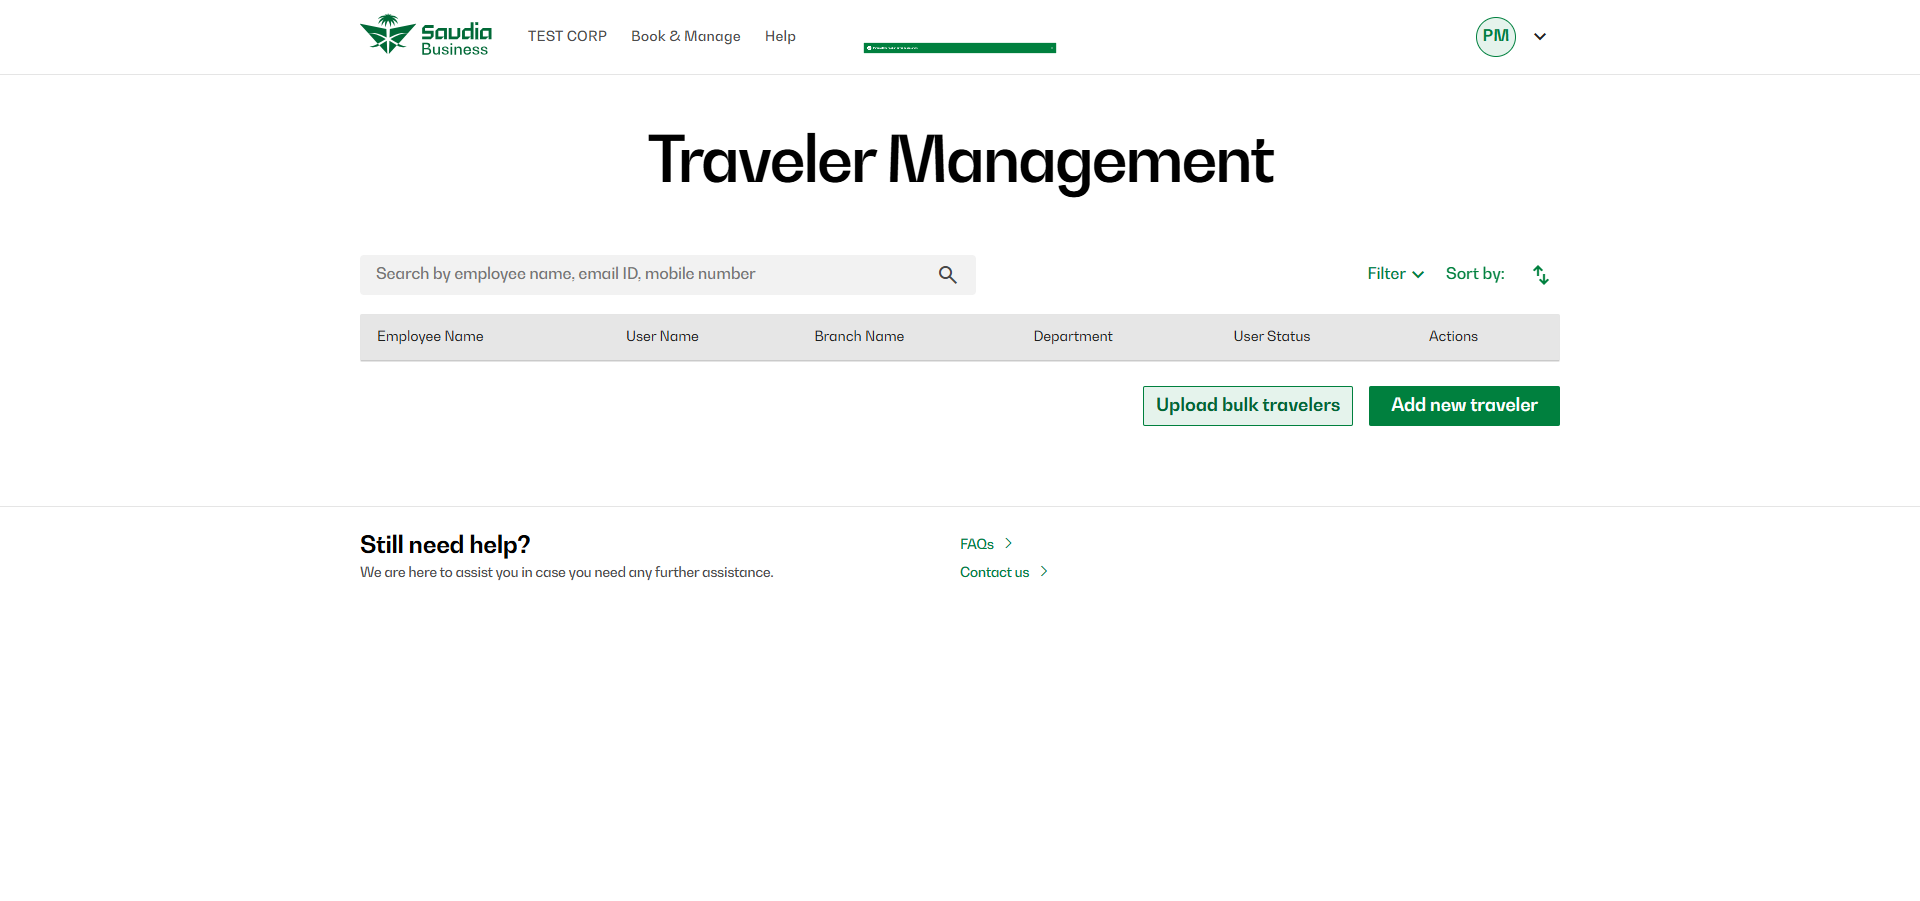 Saudia
Business
TEST CORP
Book & Manage
Help
PM
Traveler Management
Search by employee name, email ID, mobile number
Filter
Sort by:
Employee Name
User Name
Branch Name
Department
User Status
Actions
Upload bulk travelers
Add new traveler
Still need help?
We are here to assist you in case you need any further assistance.
FAQs
Contact us